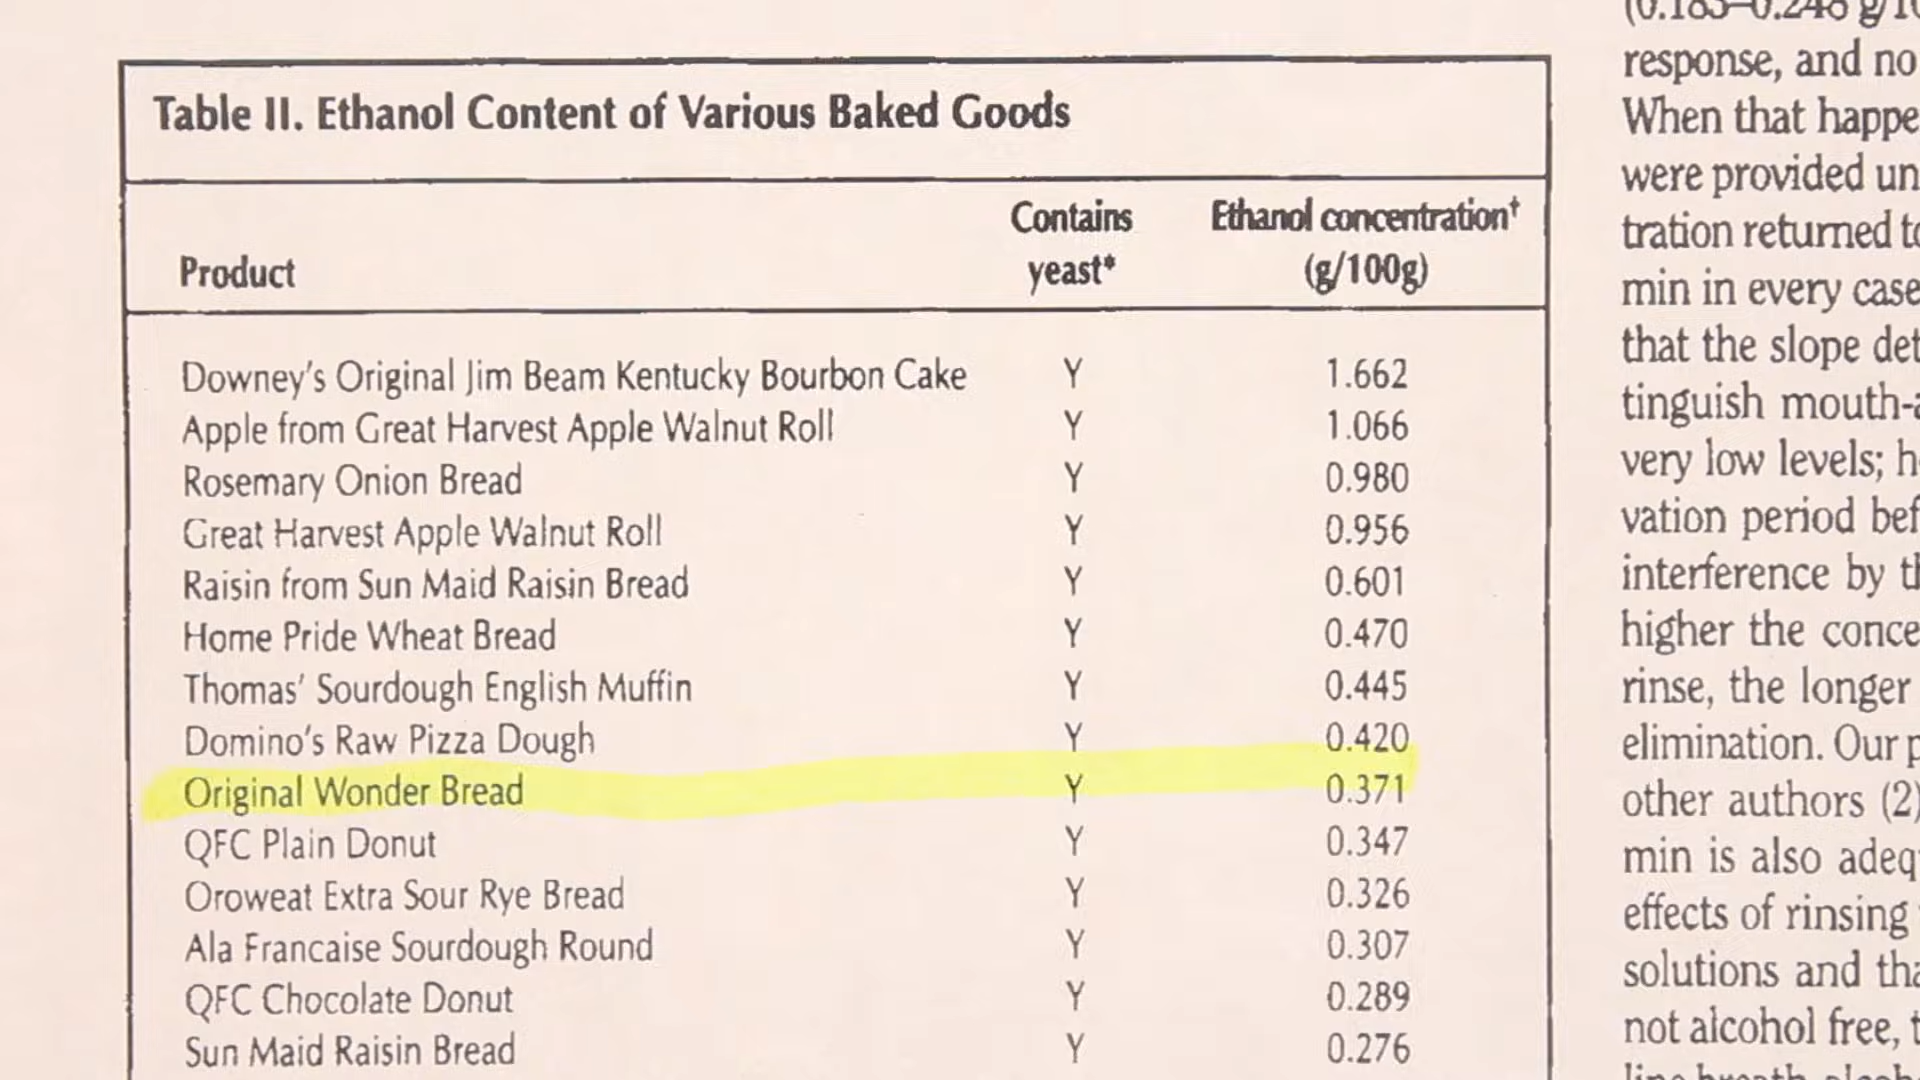 Table II. Ethanol Content of Various Baked Goods
Product
Contains
yeast*
Ethanol concentration†
(g/100g)
Downey's Original Jim Beam Kentucky Bourbon Cake Y 1.662
Apple from Great Harvest Apple Walnut Roll Y 1.066
Rosemary Onion Bread Y 0.980
Great Harvest Apple Walnut Roll Y 0.956
Raisin from Sun Maid Raisin Bread Y 0.601
Home Pride Wheat Bread Y 0.470
Thomas' Sourdough English Muffin Y 0.445
Domino's Raw Pizza Dough Y 0.420
Original Wonder Bread Y 0.371
QFC Plain Donut Y 0.347
Oroweat Extra Sour Rye Bread Y 0.326
Ala Francaise Sourdough Round Y 0.307
QFC Chocolate Donut Y 0.289
Sun Maid Raisin Bread Y 0.276
response, and no
When that happe
were provided un
tration returned to
min in every case
that the slope det
tinguish mouth-a
very low levels; h
vation period bef
interference by th
higher the conce
rinse, the longer
elimination. Our p
other authors (2)
min is also adeq
effects of rinsing
solutions and tha
not alcohol free, t